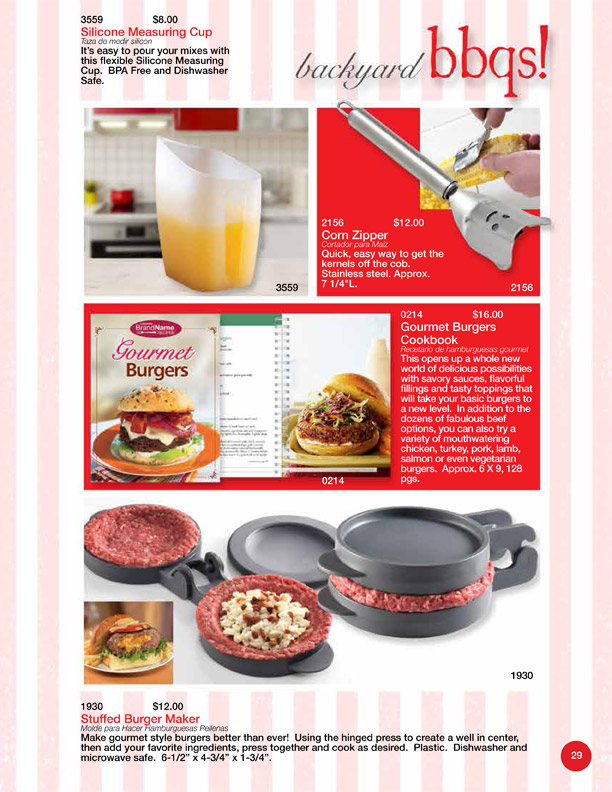 3559 $8.00
Silicone Measuring Cup
Taza de medir silicon
It's easy to pour your mixes with
this flexible Silicone Measuring
Cup. BPA Free and Dishwasher
Safe.
backyard bbqs!
3559
2156 $12.00
Corn Zipper
Cortador para Maíz
Quick, easy way to get the
kernels off the cob.
Stainless steel. Approx.
7 1/4"L.
2156
BrandName
RECIPES
Gourmet
Burgers
0214
0214 $16.00
Gourmet Burgers
Cookbook
Recetario de hamburguesas gourmet
This opens up a whole new
world of delicious possibilities
with savory sauces, flavorful
fillings and tasty toppings that
will take your basic burgers to
a new level. In addition to the
dozens of fabulous beef
options, you can also try a
variety of mouthwatering
chicken, turkey, pork, lamb,
salmon or even vegetarian
burgers. Approx. 6 X 9, 128
pgs.
1930
1930 $12.00
Stuffed Burger Maker
Molde para Hacer Hamburguesas Rellenas
Make gourmet style burgers better than ever! Using the hinged press to create a well in center,
then add your favorite ingredients, press together and cook as desired. Plastic. Dishwasher and
microwave safe. 6-1/2" x 4-3/4" x 1-3/4".
29